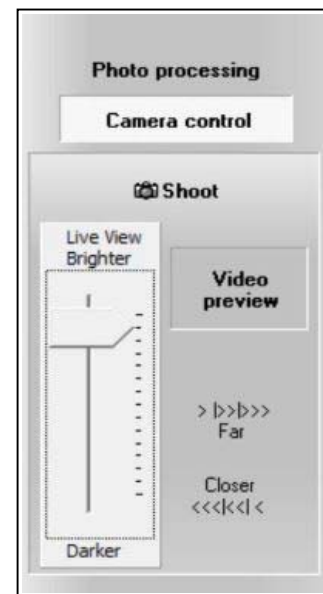 Photo processing
Camera control
Shoot
Live View
Brighter
Video
preview
> |>>|>>>
Far
Closer
<<<|<<| <
Darker